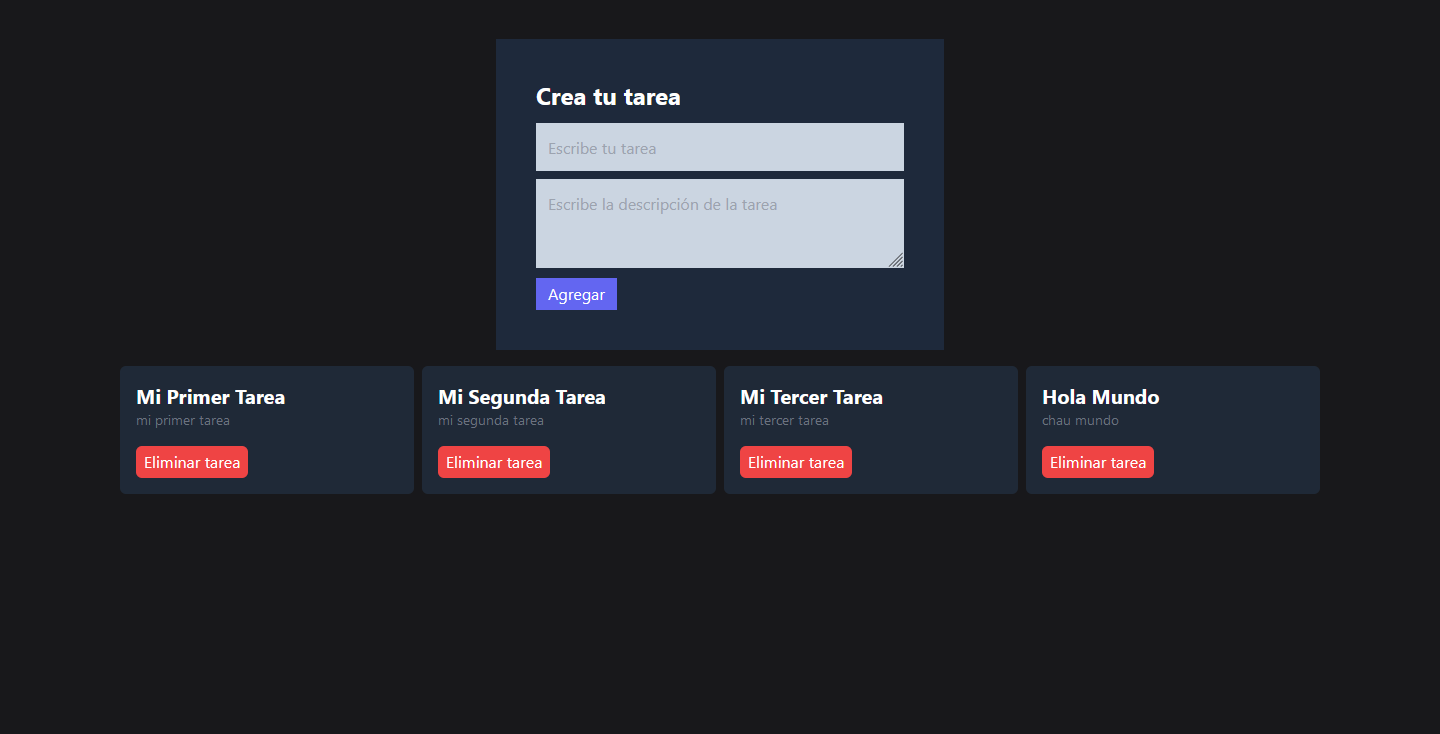 Crea tu tarea
Escribe tu tarea
Escribe la descripción de la tarea
Agregar
Mi Primer Tarea
mi primer tarea
Eliminar tarea
Mi Segunda Tarea
mi segunda tarea
Eliminar tarea
Mi Tercer Tarea
mi tercer tarea
Eliminar tarea
Hola Mundo
chau mundo
Eliminar tarea